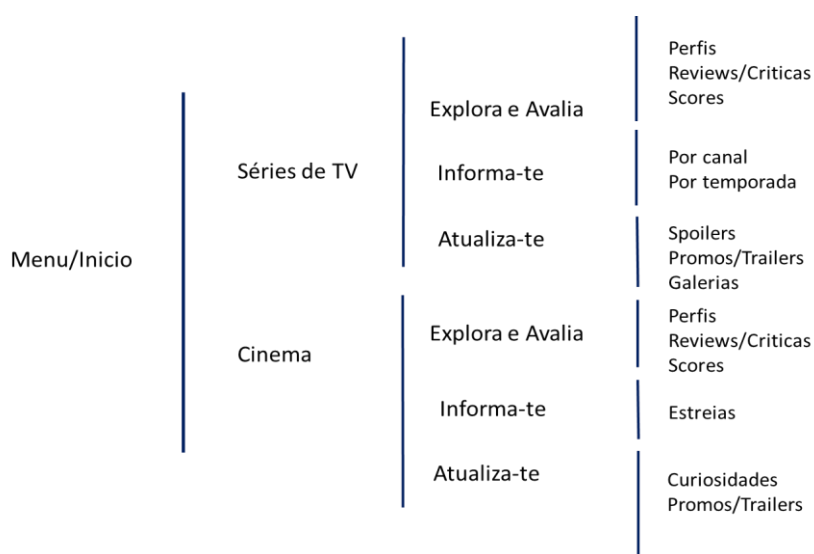 Menu/Inicio
Séries de TV
Explora e Avalia
Perfis
Reviews/Criticas
Scores
Informa-te
Por canal
Por temporada
Atualiza-te
Spoilers
Promos/Trailers
Galerias
Cinema
Explora e Avalia
Perfis
Reviews/Criticas
Scores
Informa-te
Estreias
Atualiza-te
Curiosidades
Promos/Trailers